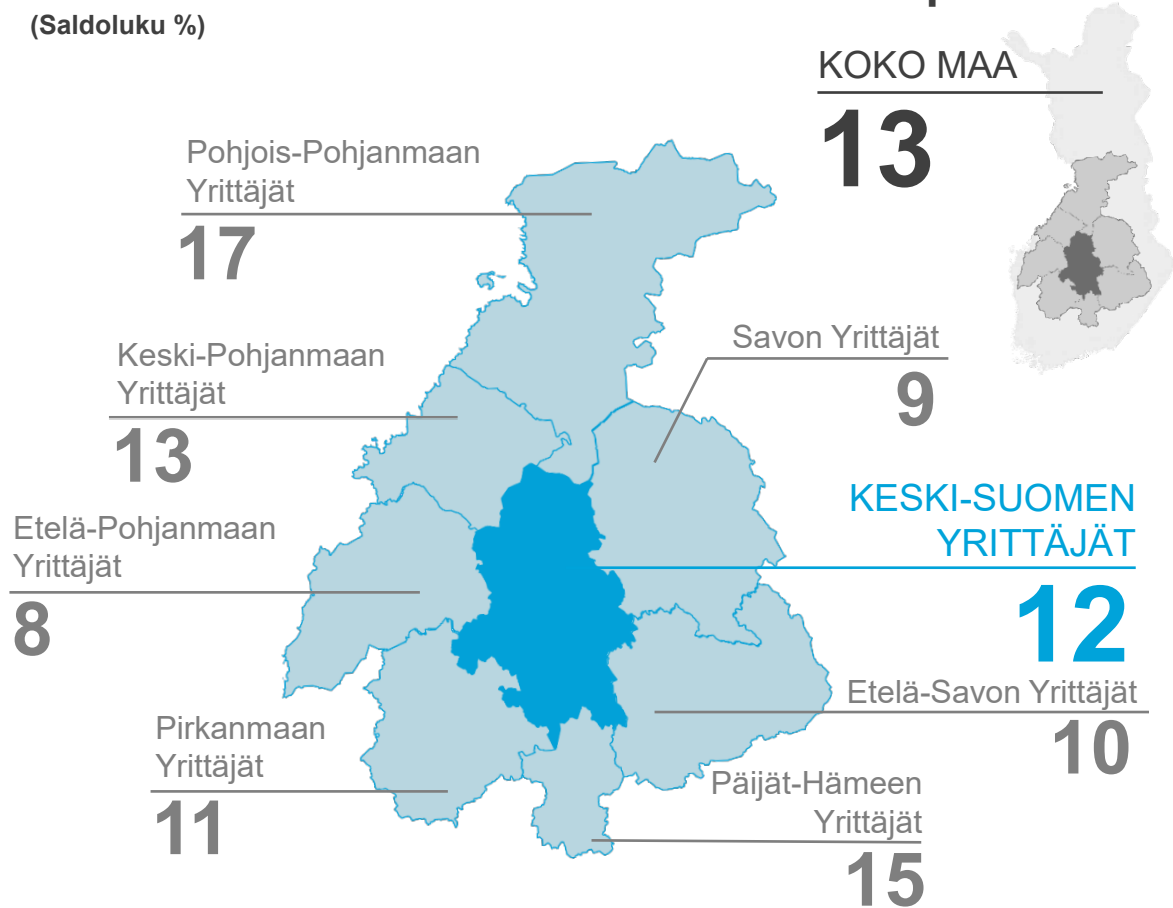 (Saldoluku %)
KOKO MAA
13
Pohjois-Pohjanmaan
Yrittäjät
17
Keski-Pohjanmaan
Yrittäjät
13
Savon Yrittäjät
9
Etelä-Pohjanmaan
Yrittäjät
8
KESKI-SUOMEN
YRITTÄJÄT
12
Etelä-Savon Yrittäjät
10
Pirkanmaan
Yrittäjät
11
Päijät-Hämeen
Yrittäjät
15